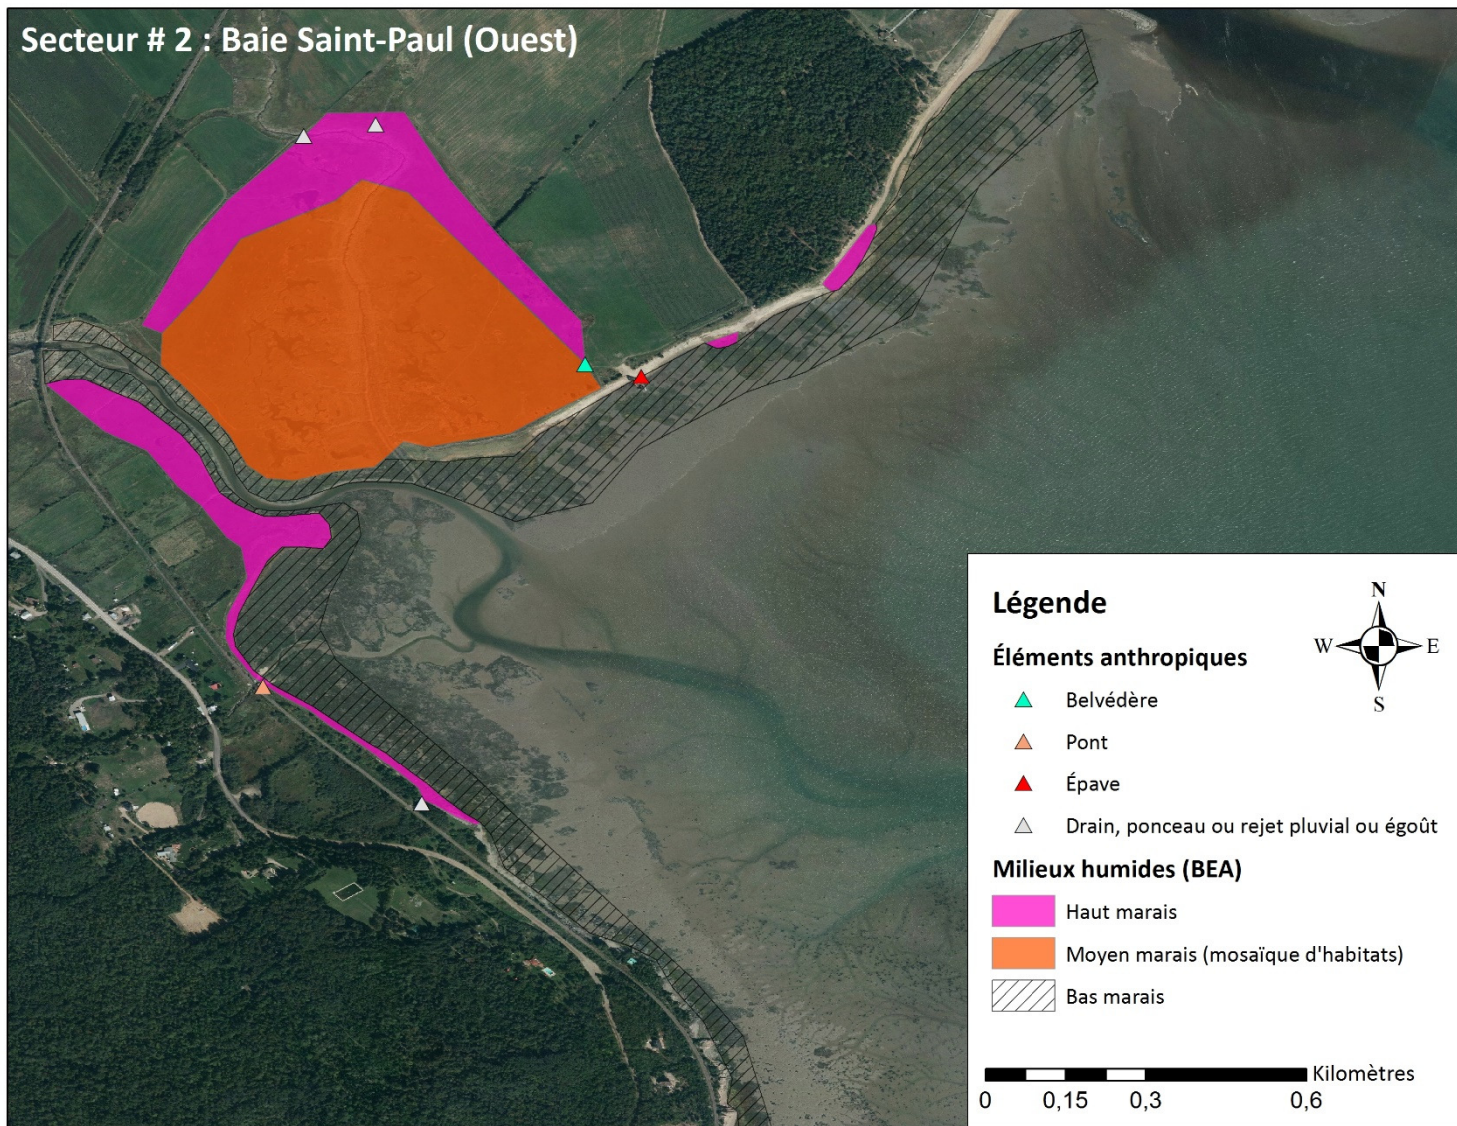 Secteur # 2 : Baie Saint-Paul (Ouest)
Légende
N
W E
S
Éléments anthropiques
Belvédère
Pont
Épave
Drain, ponceau ou rejet pluvial ou égoût
Milieux humides (BEA)
Haut marais
Moyen marais (mosaïque d'habitats)
Bas marais
Kilomètres
0 0,15 0,3 0,6